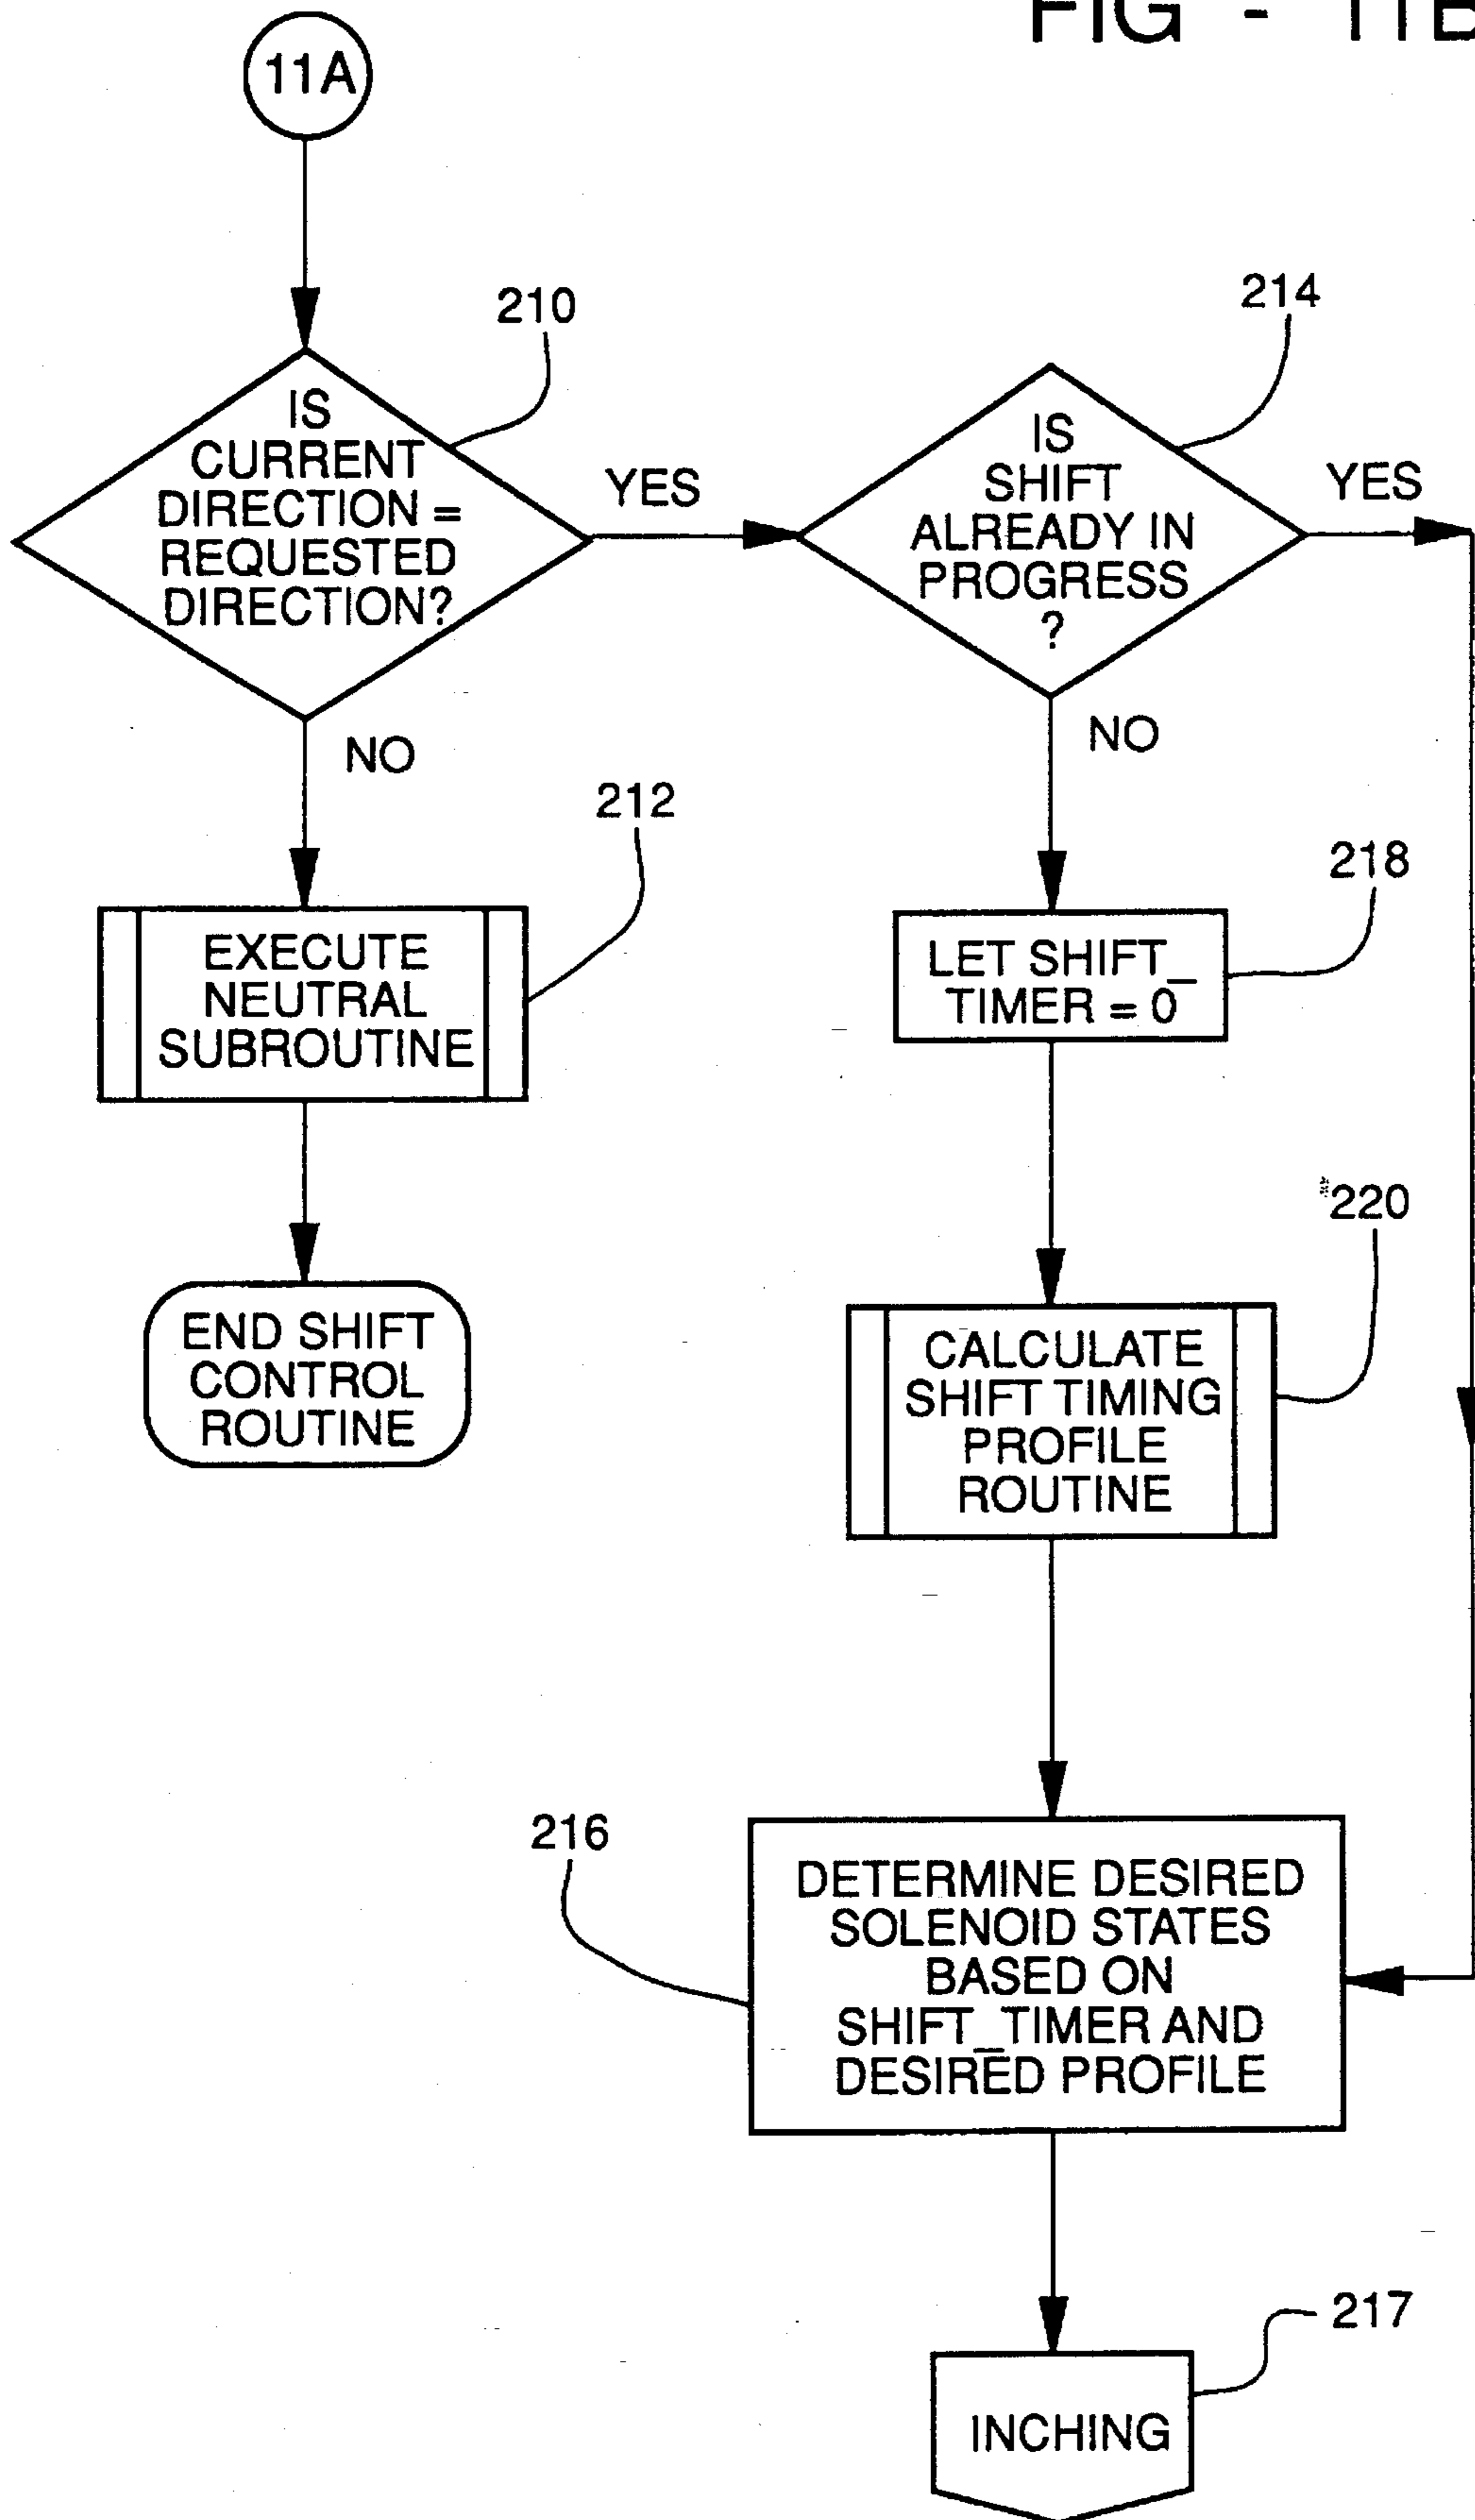 FIG - 11B
11A
210
IS
CURRENT
DIRECTION =
REQUESTED
DIRECTION?
YES
214
IS
SHIFT
ALREADY IN
PROGRESS
?
YES
NO
NO
212
EXECUTE
NEUTRAL
SUBROUTINE
218
LET SHIFT_
TIMER = 0
END SHIFT
CONTROL
ROUTINE
220
CALCULATE
SHIFT TIMING
PROFILE
ROUTINE
216
DETERMINE DESIRED
SOLENOID STATES
BASED ON
SHIFT_TIMER AND
DESIRED PROFILE
217
INCHING